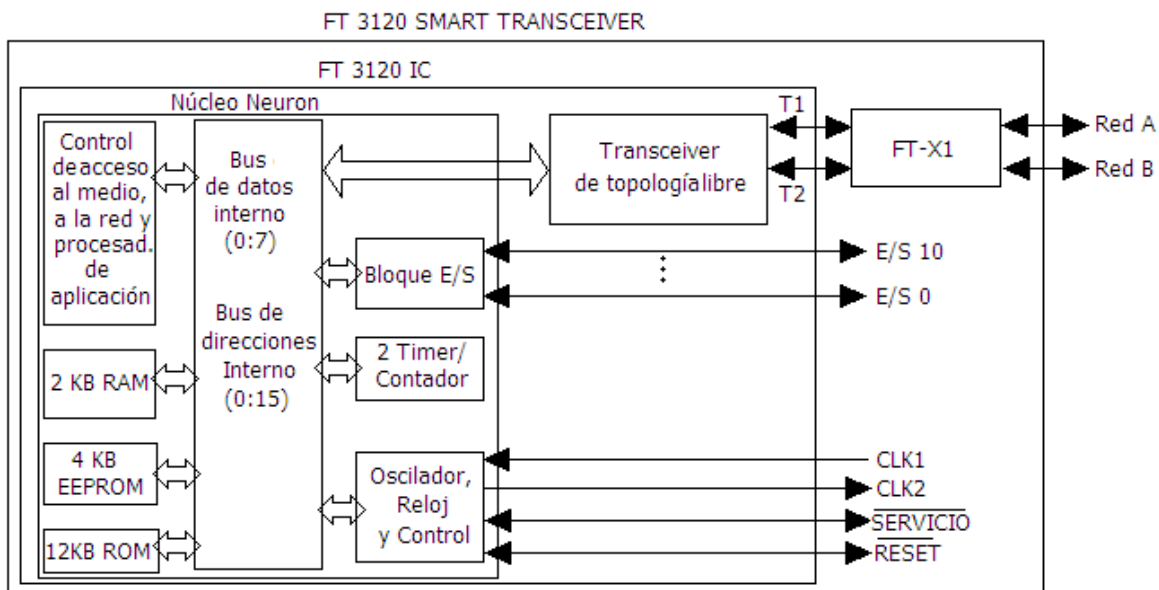 FT 3120 SMART TRANSCEIVER
FT 3120 IC
Núcleo Neuron
Control
deacceso
al medio,
a la red y
procesad.
de
aplicación
2 KB RAM
4 KB
EEPROM
12KB ROM
Bus
de datos
interno
(0:7)
Bus de
direcciones
Interno
(0:15)
Transceiver
de topologíalibre
Bloque E/S
2 Timer/
Contador
Oscilador,
Reloj
y Control
T1
T2
FT-X1
Red A
Red B
E/S 10
E/S 0
CLK1
CLK2
SERVICIO
RESET